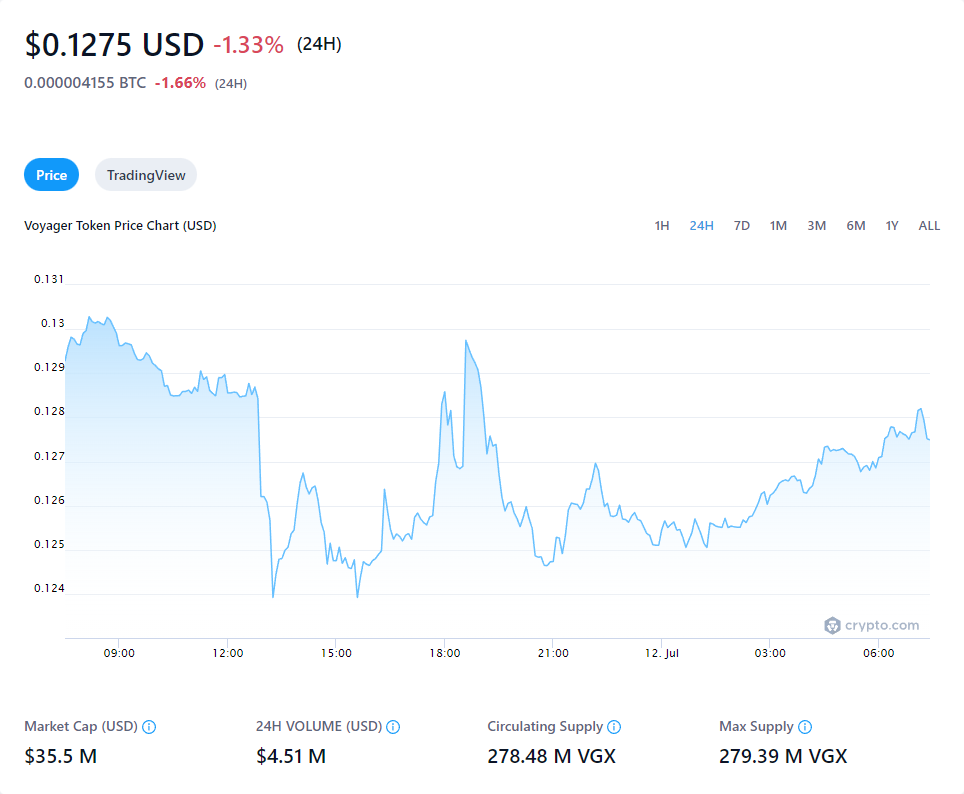 $0.1275 USD -1.33% (24H)
0.000004155 BTC -1.66% (24H)
Price TradingView
Voyager Token Price Chart (USD) 1H 24H 7D 1M 3M 6M 1Y ALL
0.131
0.13
0.129
0.128
0.127
0.126
0.125
0.124
crypto.com
09:00 12:00 15:00 18:00 21:00 12. Jul 03:00 06:00
Market Cap (USD) 24H VOLUME (USD) Circulating Supply Max Supply
$35.5 M $4.51 M 278.48 M VGX 279.39 M VGX